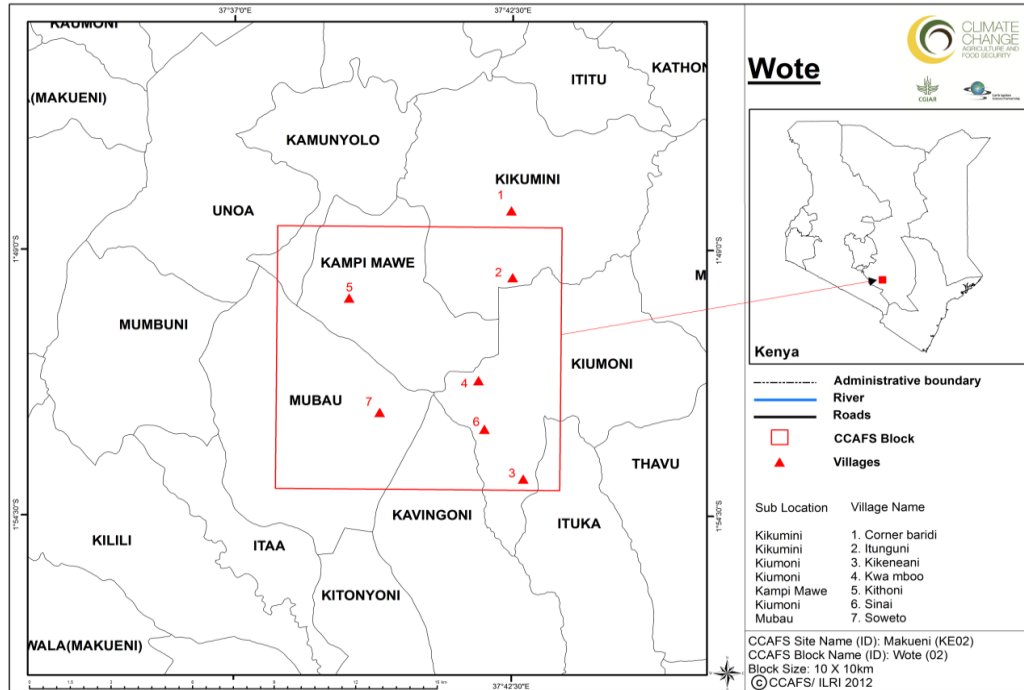 37°37'0"E
37°42'30"E
KAUMONI
(MAKUENI)
ITITU
KATHON
KAMUNYOLO
KIKUMINI
1
UNOA
1°49'0"S
1°49'0"S
KAMPI MAWE
2
M
5
MUMBUNI
KIUMONI
4
MUBAU
7
6
THAVU
3
1°54'30"S
1°54'30"S
KAVINGONI
ITUKA
KILILI
ITAA
KITONYONI
WALA(MAKUENI)
37°42'30"E
Wote
CLIMATE
CHANGE
AGRICULTURE AND
FOOD SECURITY
CGIAR
Kenya
Administrative boundary
River
Roads
CCAFS Block
Villages
Sub Location Village Name
Kikumini 1. Corner baridi
Kikumini 2. Itunguni
Kiumoni 3. Kikeneani
Kiumoni 4. Kwa mboo
Kampi Mawe 5. Kithoni
Kiumoni 6. Sinai
Mubau 7. Soweto
CCAFS Site Name (ID): Makueni (KE02)
CCAFS Block Name (ID): Wote (02)
Block Size: 10 X 10km
©CCAFS/ ILRI 2012